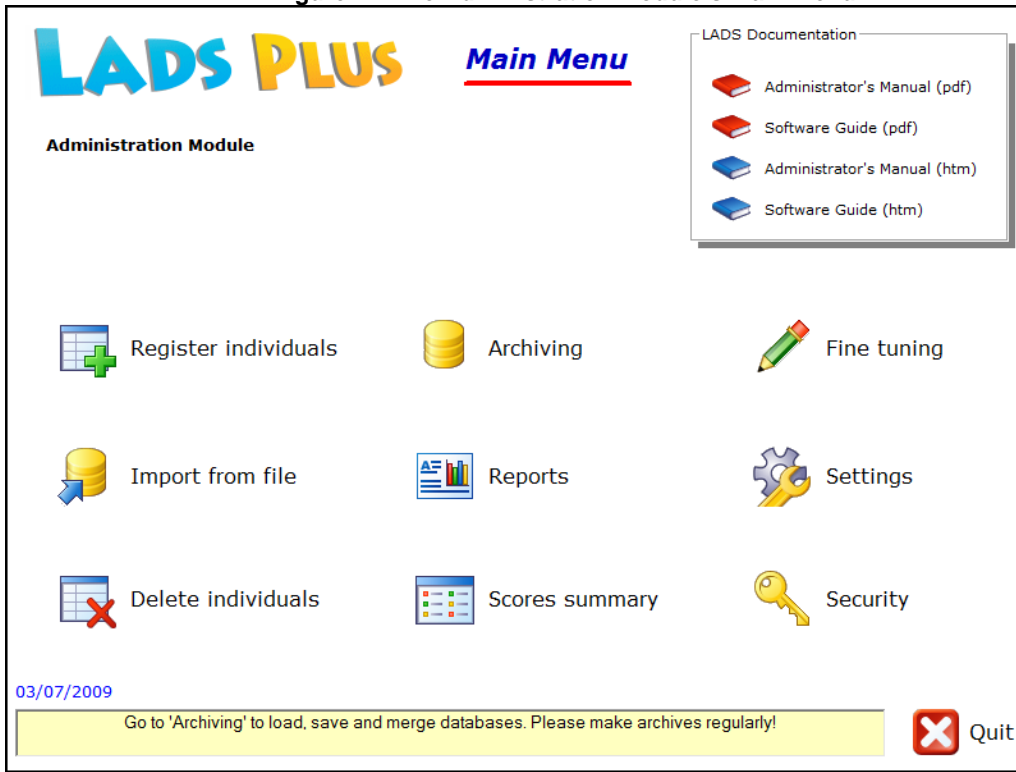 LADS PLUS
Main Menu
LADS Documentation
Administrator's Manual (pdf)
Software Guide (pdf)
Administrator's Manual (htm)
Software Guide (htm)
Administration Module
Register individuals
Archiving
Fine tuning
Import from file
Reports
Settings
Delete individuals
Scores summary
Security
03/07/2009
Go to 'Archiving' to load, save and merge databases. Please make archives regularly!
Quit